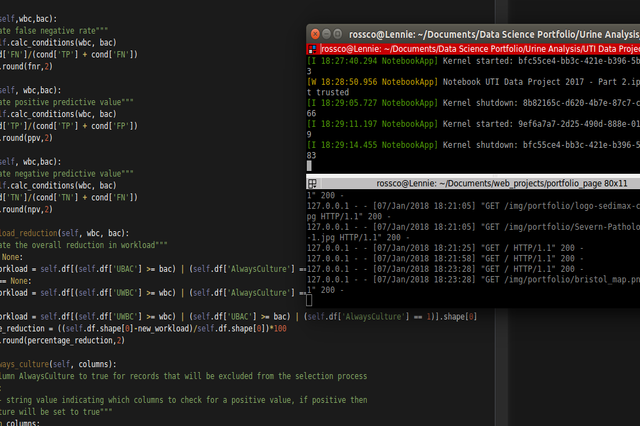 self,wbc,bac):
ate false negative rate"""
lf.calc_conditions(wbc, bac)
d['FN']/(cond['TP'] + cond['FN'])
.round(fnr,2)
self, wbc,bac):
ate positive predictive value"""
lf.calc_conditions(wbc, bac)
d['TP']/(cond['TP'] + cond['FP'])
.round(ppv,2)
self, wbc,bac):
ate negative predictive value"""
lf.calc_conditions(wbc, bac)
d['TN']/(cond['TN'] + cond['FN'])
.round(npv,2)
load_reduction(self, wbc, bac):
ate the overall reduction in workload"""
None:
orkload = self.df[(self.df['UBAC'] >= bac) | (self.df['AlwaysCulture'] ==
== None:
orkload = self.df[(self.df['UWBC'] >= wbc) | (self.df['AlwaysCulture'] ==
orkload = self.df[(self.df['UWBC'] >= wbc) | (self.df['UBAC'] >= bac) | (self.df['AlwaysCulture'] == 1)].shape[0]
e_reduction = ((self.df.shape[0]-new_workload)/self.df.shape[0])*100
.round(percentage_reduction,2)
ways_culture(self, columns):
lumn AlwaysCulture to true for records that will be excluded from the selection process
:
- string value indicating which columns to check for a positive value, if positive then
ture will be set to true"""
n columns:
rossco@Lennie: ~/Documents/Data Science Portfolio/Urine Analysis/
rossco@Lennie: ~/Documents/Data Science Portfolio/Urine Analysis/UTI Data Project
[I 18:27:40.294 NotebookApp] Kernel started: bfc55ce4-bb3c-421e-b396-5b
3
[W 18:28:50.956 NotebookApp] Notebook UTI Data Project 2017 - Part 2.ip
t trusted
[I 18:29:05.727 NotebookApp] Kernel shutdown: 8b82165c-d620-4b7e-87c7-c
66
[I 18:29:11.197 NotebookApp] Kernel started: 9ef6a7a7-2d25-490d-888e-01
9
[I 18:29:14.455 NotebookApp] Kernel shutdown: bfc55ce4-bb3c-421e-b396-5
83
rossco@Lennie: ~/Documents/web_projects/portfolio_page 80x11
1" 200 -
127.0.0.1 - - [07/Jan/2018 18:21:05] "GET /img/portfolio/logo-sedimax-c
pg HTTP/1.1" 200 -
127.0.0.1 - - [07/Jan/2018 18:21:05] "GET /img/portfolio/Severn-Patholo
-1.jpg HTTP/1.1" 200 -
127.0.0.1 - - [07/Jan/2018 18:21:25] "GET / HTTP/1.1" 200 -
127.0.0.1 - - [07/Jan/2018 18:21:58] "GET / HTTP/1.1" 200 -
127.0.0.1 - - [07/Jan/2018 18:23:28] "GET / HTTP/1.1" 200 -
127.0.0.1 - - [07/Jan/2018 18:23:28] "GET /img/portfolio/bristol_map.pn
1" 200 -